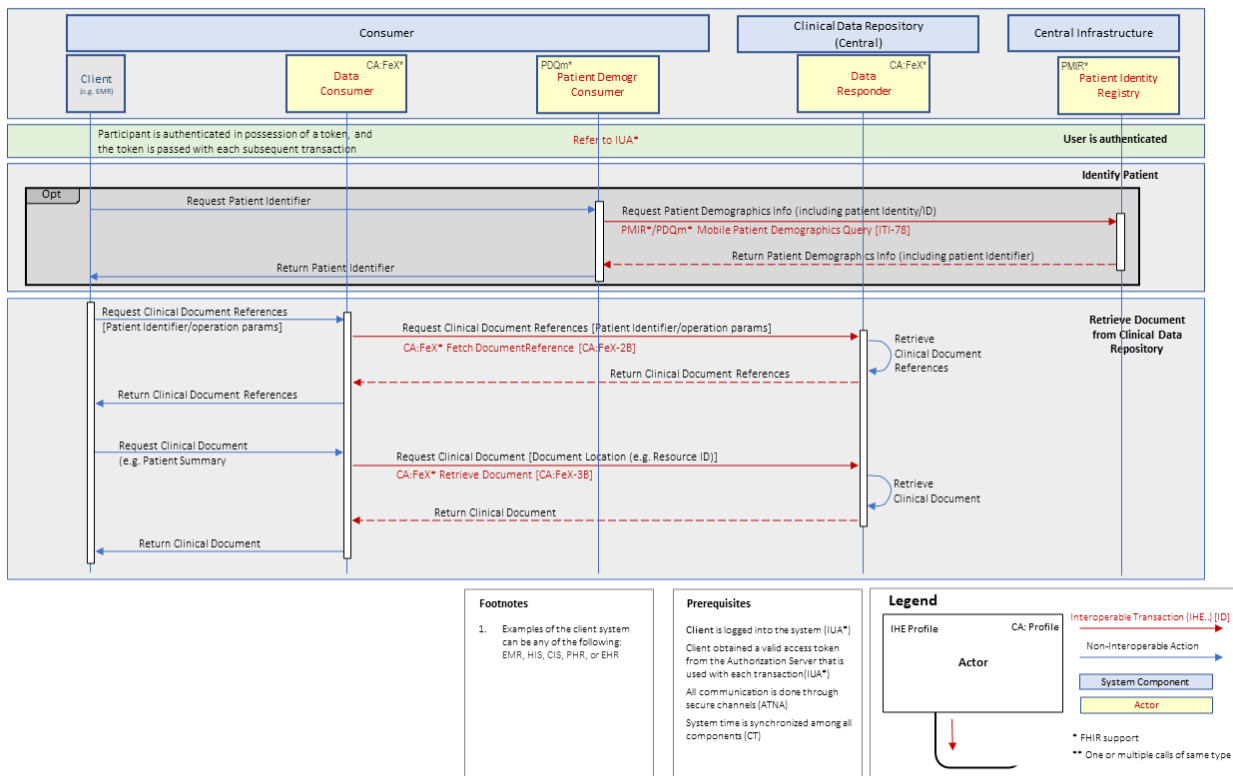 Consumer
Clinical Data Repository
(Central)
Central Infrastructure
Client
(e.g. EMR)
CA:FeX*
Data
Consumer
PDQm*
Patient Demogr
Consumer
CA:FeX*
Data
Responder
PMIR*
Patient Identity
Registry
Participant is authenticated in possession of a token, and
the token is passed with each subsequent transaction
Refer to IUA*
User is authenticated
Identify Patient
Opt
Request Patient Identifier
Request Patient Demographics Info (including patient Identity/ID)
PMIR*/PDQm* Mobile Patient Demographics Query [ITI-78]
Return Patient Demographics Info (including patient Identifier)
Return Patient Identifier
Request Clinical Document References
[Patient Identifier/operation params]
Request Clinical Document References [Patient Identifier/operation params]
CA:FeX* Fetch DocumentReference [CA:FeX-2B]
Retrieve
Clinical Document
References
Retrieve Document
from Clinical Data
Repository
Return Clinical Document References
Return Clinical Document References
Request Clinical Document
(e.g. Patient Summary
Request Clinical Document [Document Location (e.g. Resource ID)]
CA:FeX* Retrieve Document [CA:FeX-3B]
Retrieve
Clinical Document
Return Clinical Document
Return Clinical Document
Footnotes
1. Examples of the client system
can be any of the following:
EMR, HIS, CIS, PHR, or EHR
Prerequisites
Client is logged into the system (IUA*)
Client obtained a valid access token
from the Authorization Server that is
used with each transaction(IUA*)
All communication is done through
secure channels (ATNA)
System time is synchronized among all
components (CT)
Legend
IHE Profile
CA: Profile
Actor
Interoperable Transaction (IHE..) [ID]
Non-Interoperable Action
System Component
Actor
* FHIR support
** One or multiple calls of same type